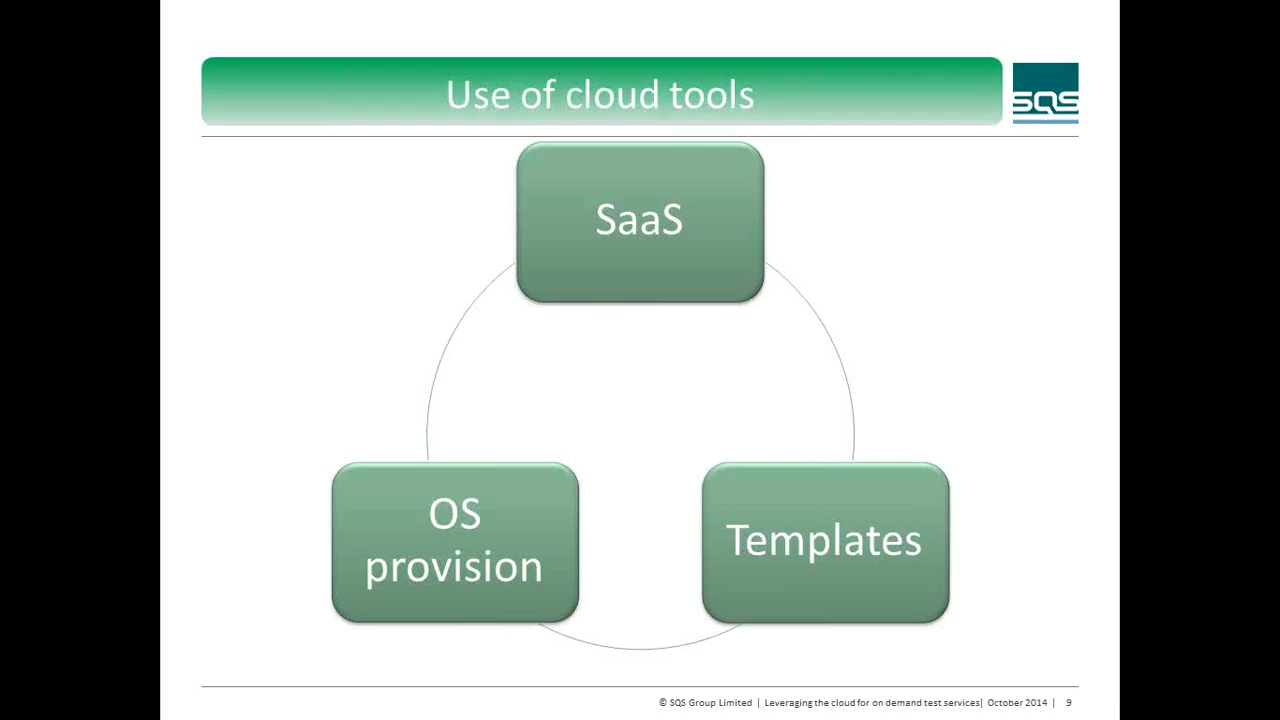 Use of cloud tools
SQS
SaaS
OS
provision
Templates
© SQS Group Limited | Leveraging the cloud for on demand test services| October 2014 | 9